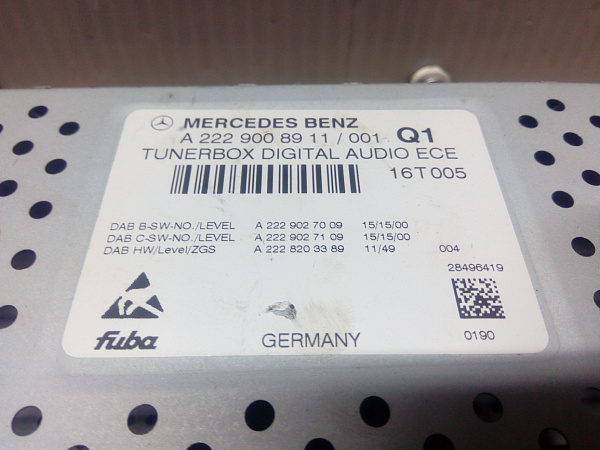 MERCEDES BENZ
A 222 900 89 11 / 001 Q1
TUNERBOX DIGITAL AUDIO ECE
16T005
DAB B-SW-NO./LEVEL A 222 902 70 09 15/15/00
DAB C-SW-NO./LEVEL A 222 902 71 09 15/15/00
DAB HW/Level/ZGS A 222 820 33 89 11/49 004
28496419
fuba GERMANY 0190